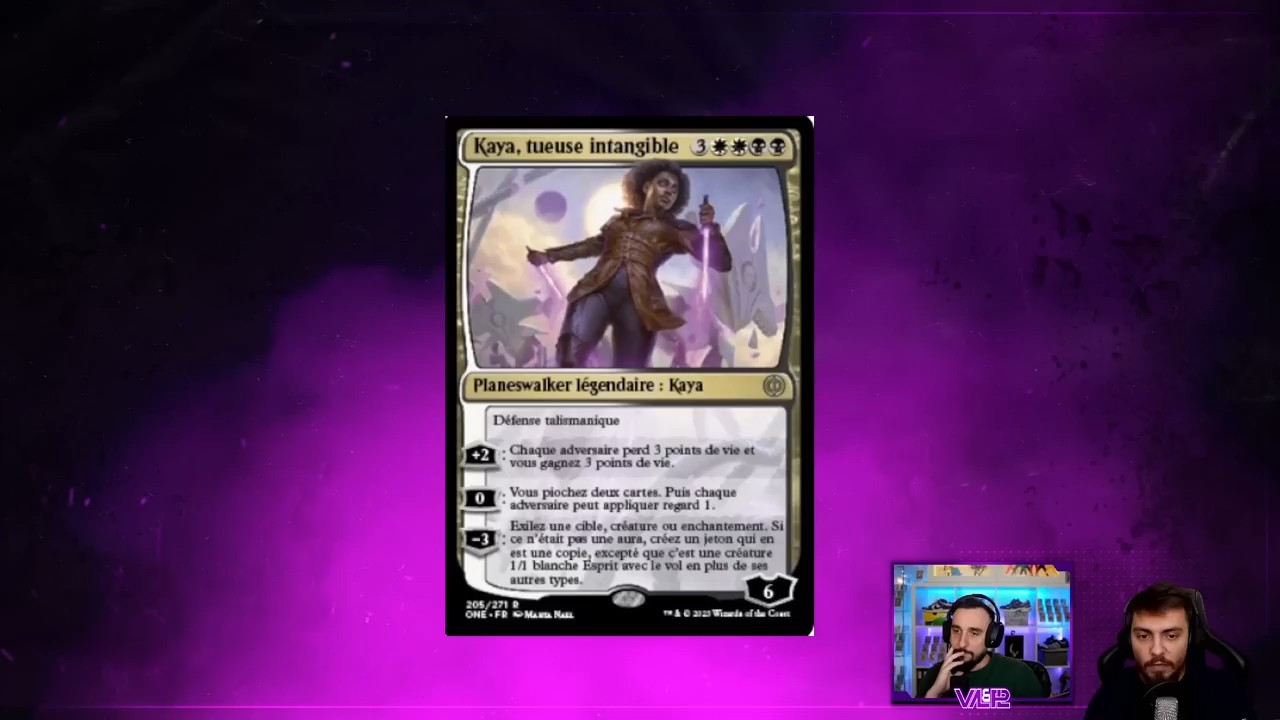 Kaya, tueuse intangible 3
Planeswalker légendaire : Kaya
Défense talismanique
+2 : Chaque adversaire perd 3 points de vie et
vous gagnez 3 points de vie.
0 : Vous piochez deux cartes. Puis chaque
adversaire peut appliquer regard 1.
-3 : Exilez une cible, créature ou enchantement. Si
ce n'était pas une aura, créez un jeton qui en
est une copie, excepté que c'est une créature
1/1 blanche Esprit avec le vol en plus de ses
autres types.
6
205/271 R
ONE • FR MARTA NAEL
™ & © 2023 Wizards of the Coast